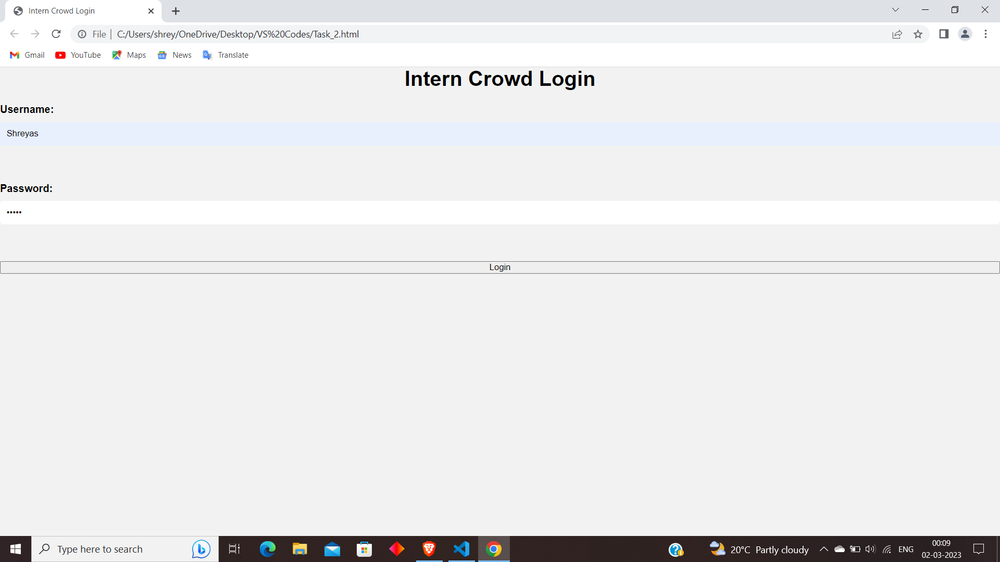 Intern Crowd Login
File
C:/Users/shrey/OneDrive/Desktop/VS%20Codes/Task_2.html
Gmail YouTube Maps News Translate
Intern Crowd Login
Username:
Shreyas
Password:
•••••
Login
Type here to search
20°C Partly cloudy
ENG
00:09
02-03-2023